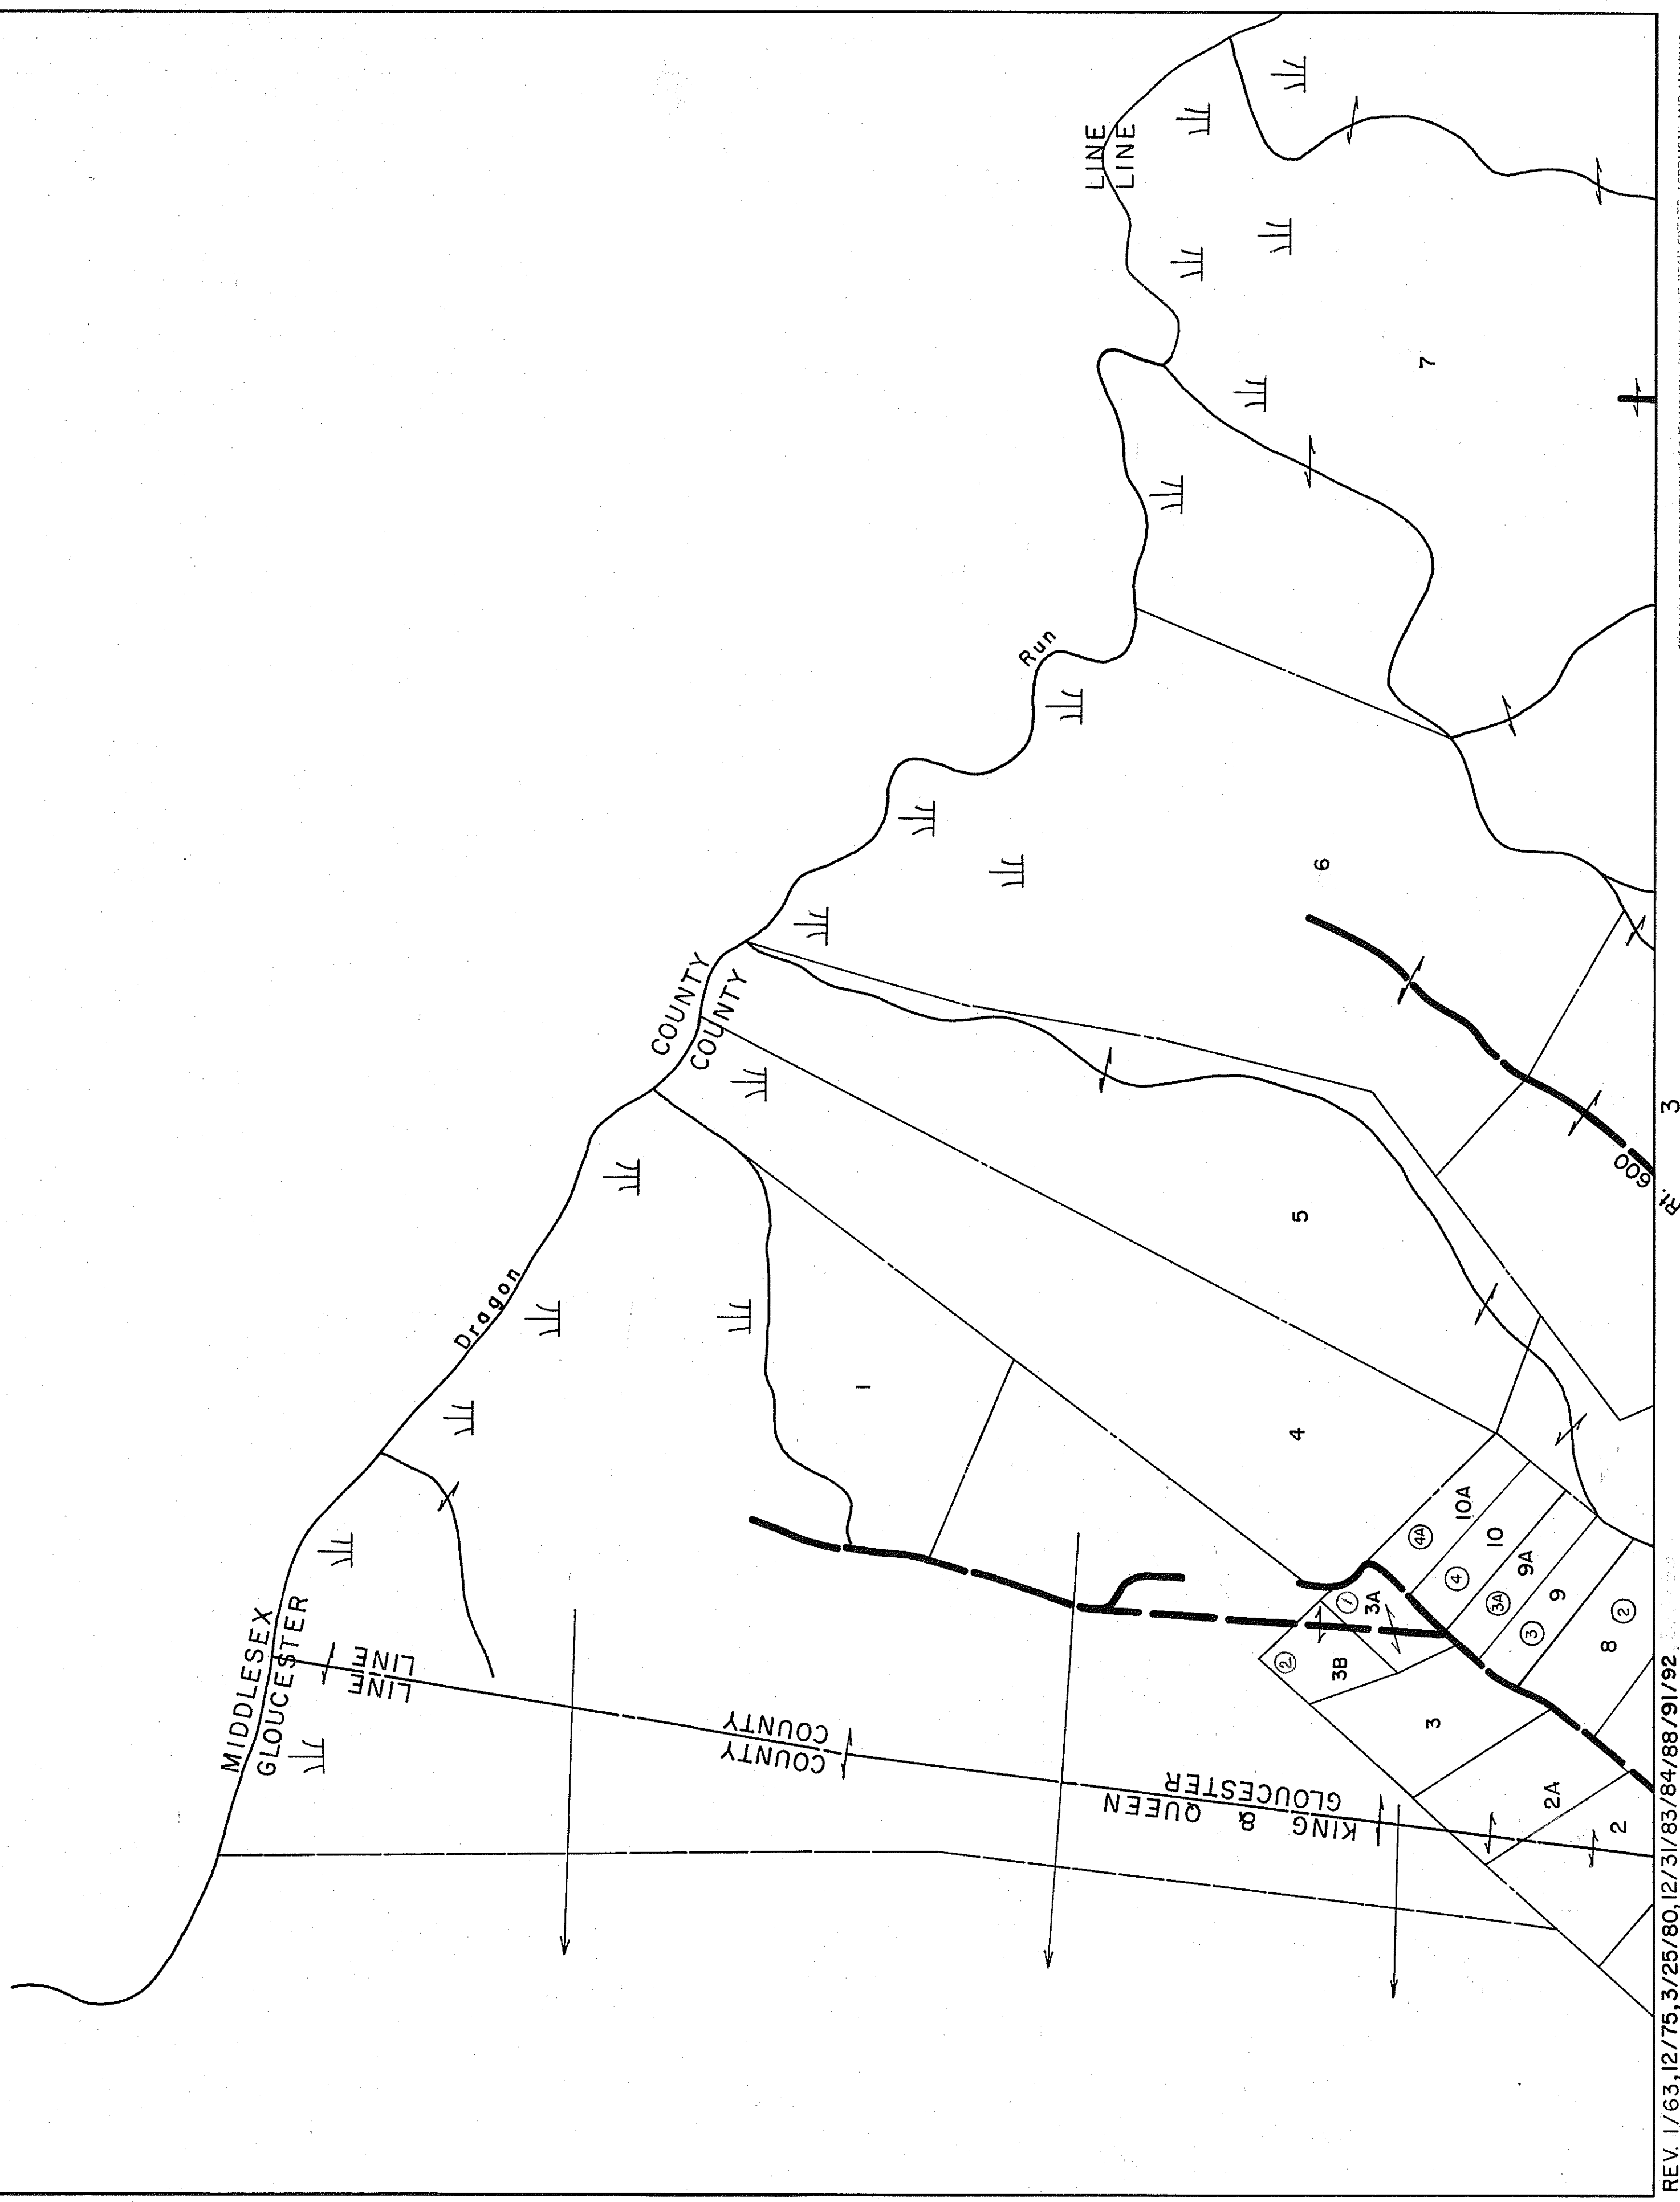 MIDDLESEX COUNTY LINE
GLOUCESTER COUNTY LINE
Dragon Run
KING & QUEEN COUNTY LINE
GLOUCESTER COUNTY LINE
1
2
2A
3
3A
①
3B
②
4
5
6
7
8
②
9
③
9A
3A
10
④
10A
4A
Rt. 600
3
REV. 1/63,12/75,3/25/80,12/31/83/84/88/91/92